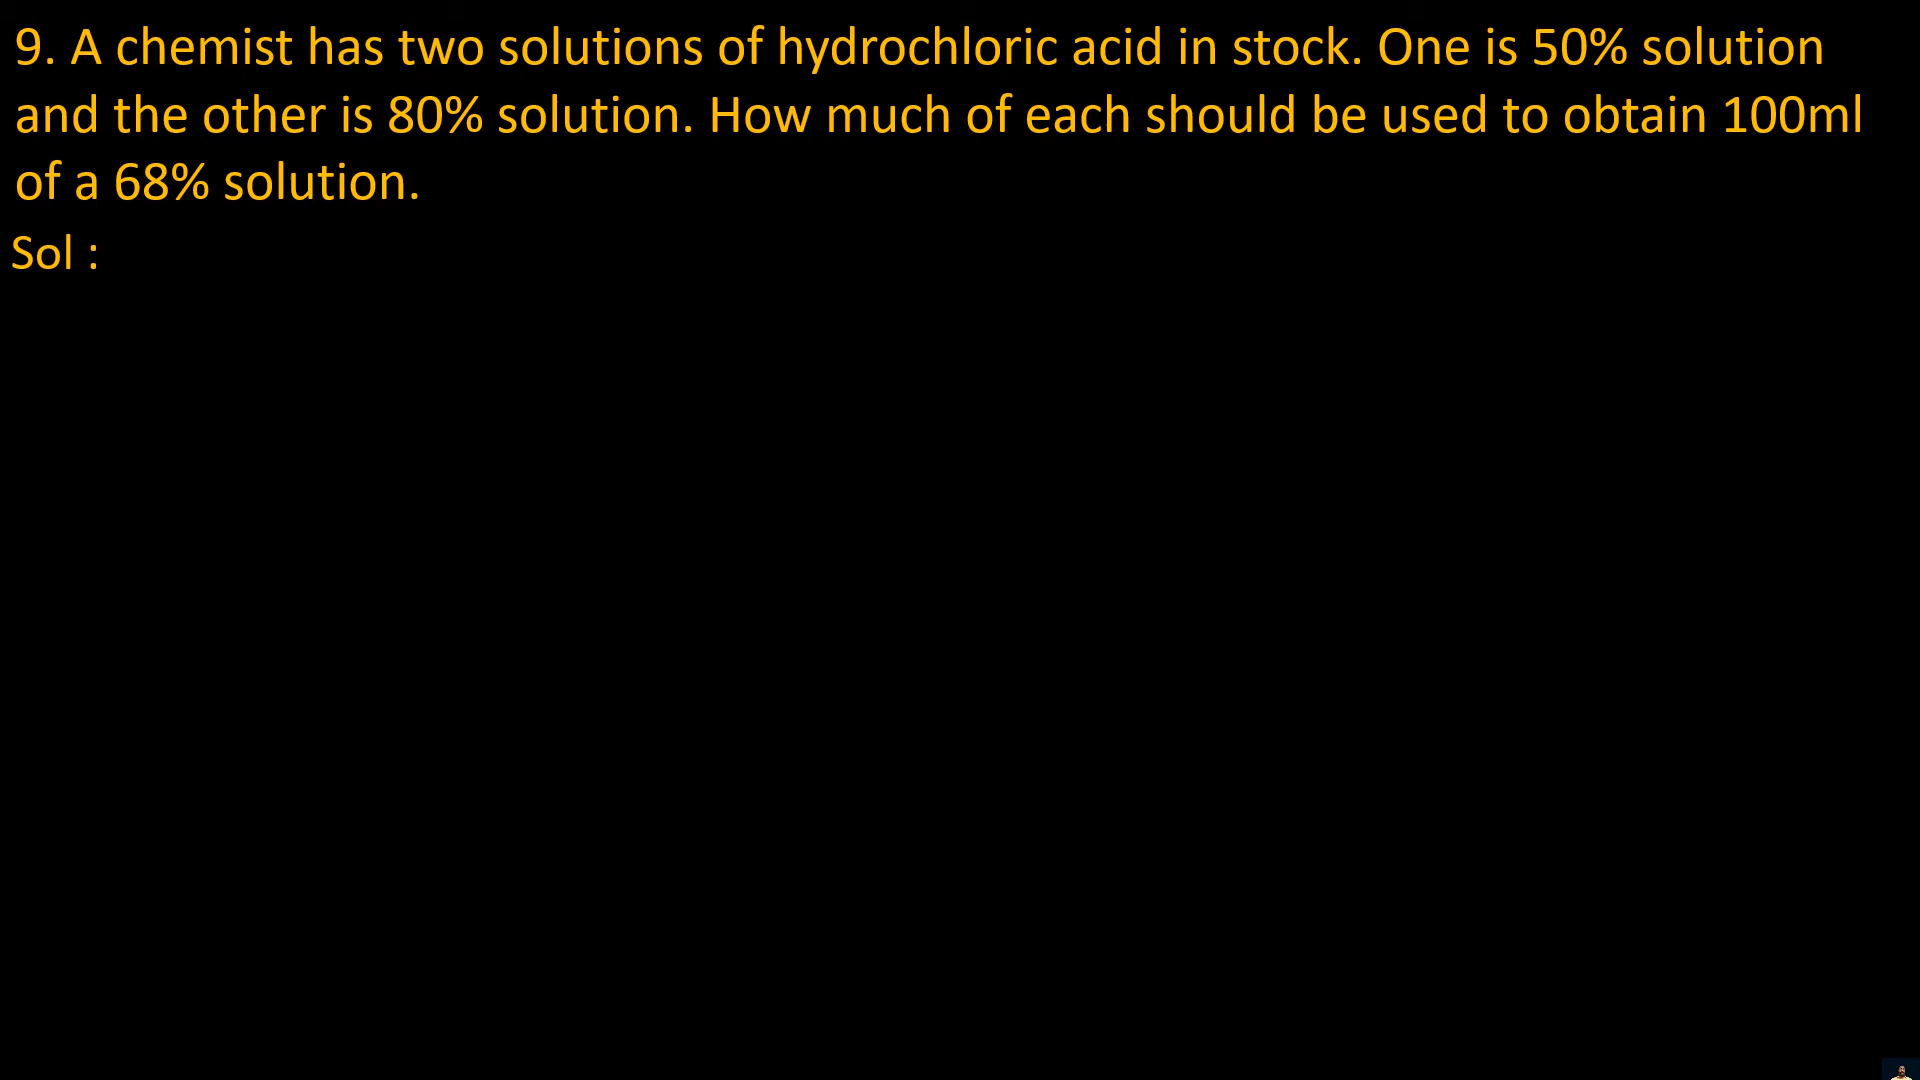 9. A chemist has two solutions of hydrochloric acid in stock. One is 50% solution
and the other is 80% solution. How much of each should be used to obtain 100ml
of a 68% solution.
Sol :